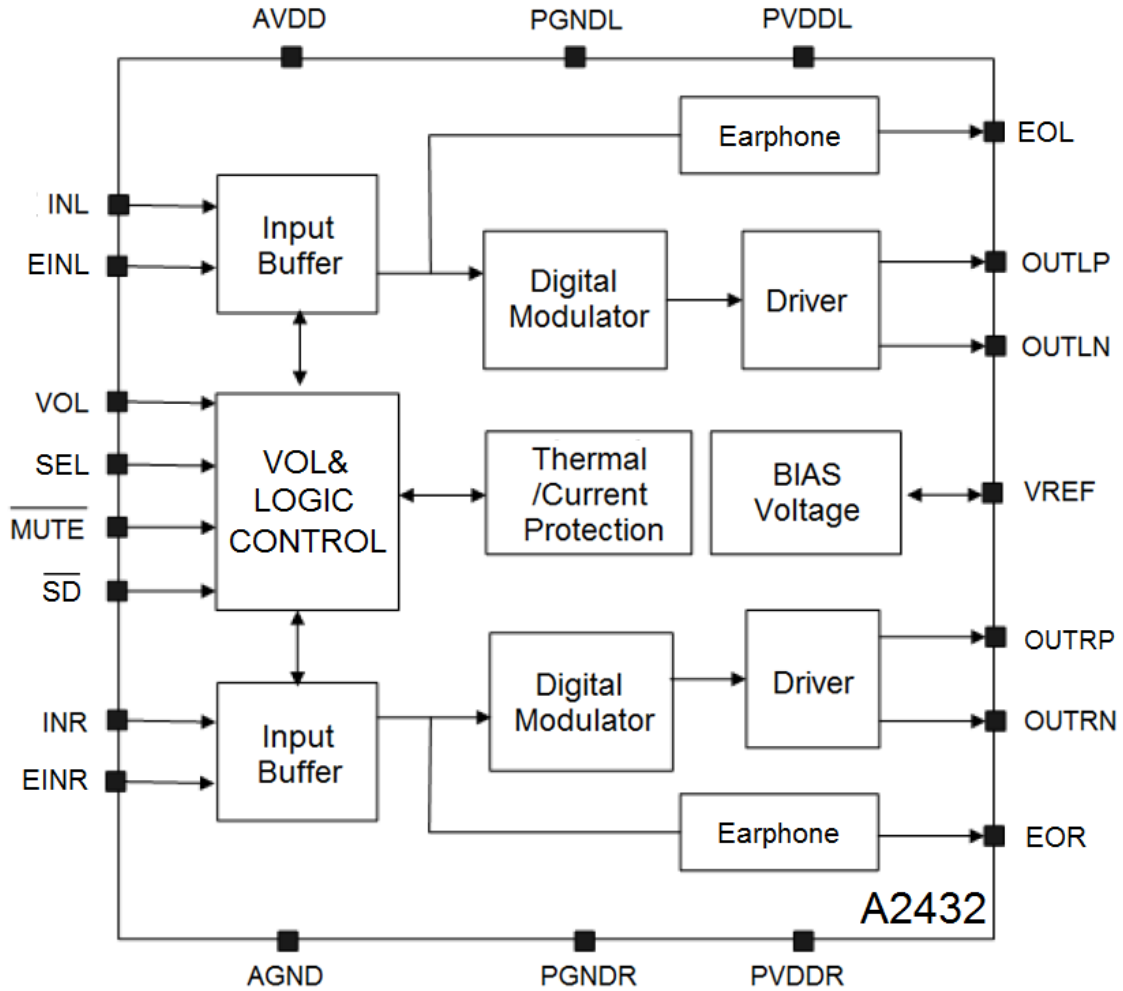 AVDD
PGNDL
PVDDL
Earphone
EOL
INL
EINL
Input
Buffer
Digital
Modulator
Driver
OUTLP
OUTLN
VOL
SEL
MUTE
SD
VOL&
LOGIC
CONTROL
Thermal
/Current
Protection
BIAS
Voltage
VREF
INR
EINR
Input
Buffer
Digital
Modulator
Driver
OUTRP
OUTRN
Earphone
EOR
A2432
AGND
PGNDR
PVDDR